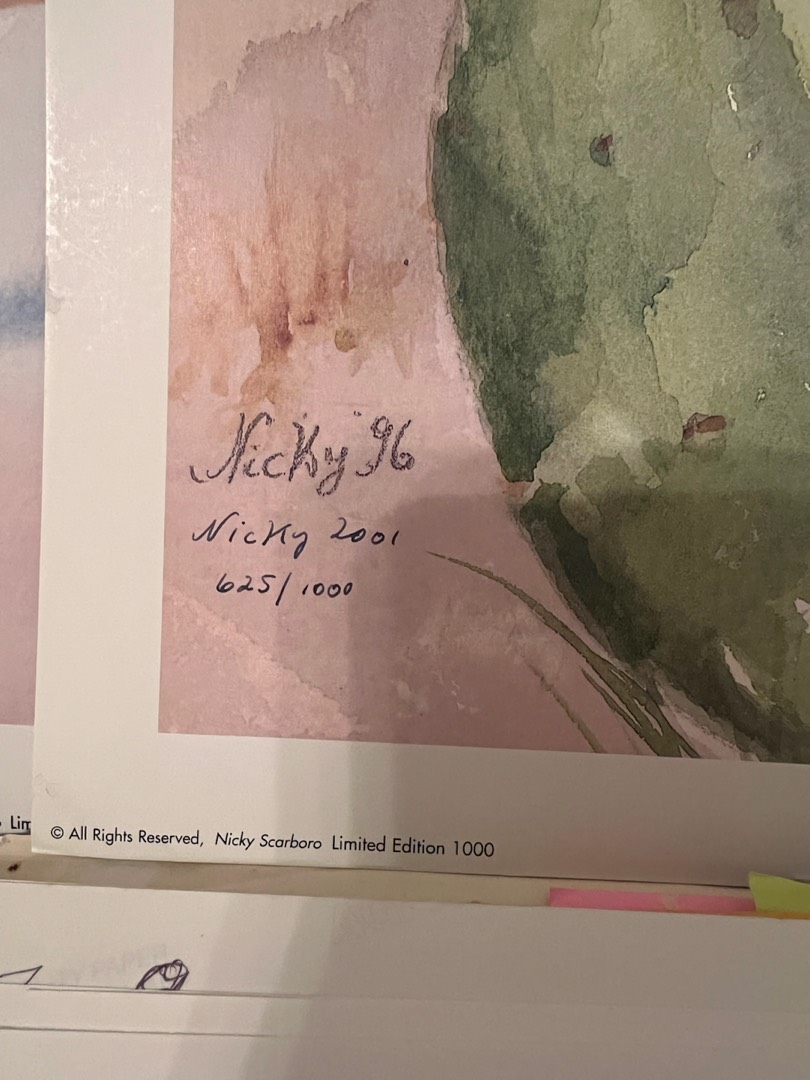 Nicky '96
Nicky 2001
625/1000
© All Rights Reserved, Nicky Scarboro Limited Edition 1000